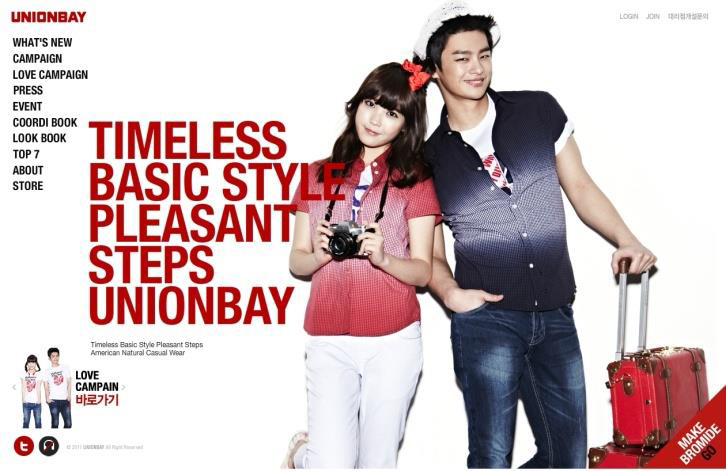 UNIONBAY
LOGIN JOIN 대리점개설문의
WHAT'S NEW
CAMPAIGN
LOVE CAMPAIGN
PRESS
EVENT
COORDI BOOK
LOOK BOOK
TOP 7
ABOUT
STORE
TIMELESS
BASIC STYLE
PLEASANT
STEPS
UNIONBAY
Timeless Basic Style Pleasant Steps
American Natural Casual Wear
LOVE
CAMPAIN
바로가기
MAKE
BROMIDE
GO
© 2011 UNIONBAY All Right Reserved